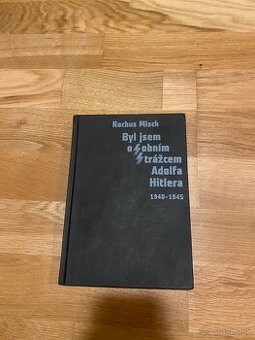 Rochus Misch
Byl jsem
osobním
strážcem
Adolfa
Hitlera
1940-1945